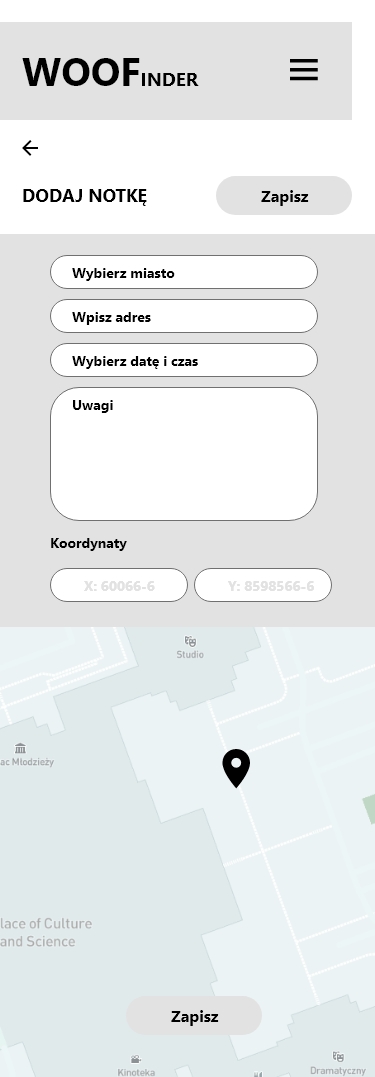 WOOFINDER
DODAJ NOTKĘ
Zapisz
Wybierz miasto
Wpisz adres
Wybierz datę i czas
Uwagi
Koordynaty
X: 60066-6
Y: 8598566-6
Studio
ac Młodzieży
lace of Culture
and Science
Zapisz
Kinoteka
Dramatyczny